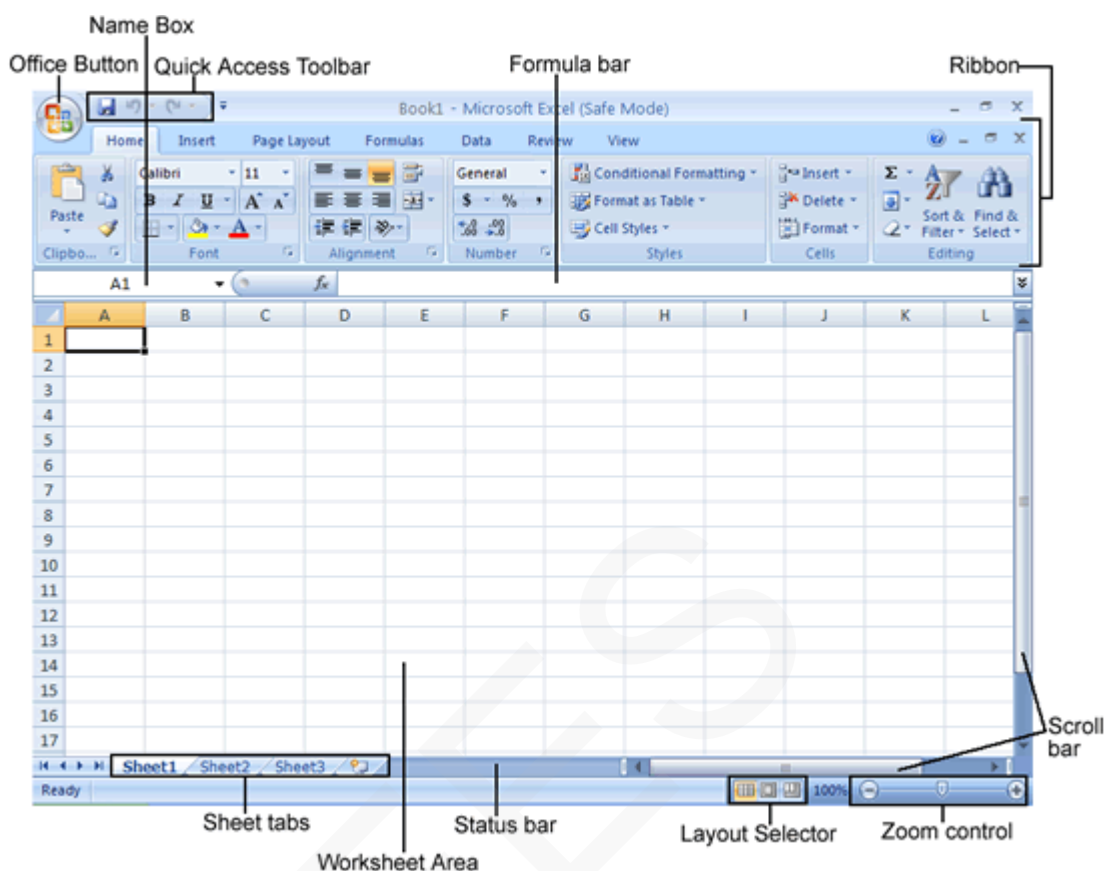 Name Box
Office Button Quick Access Toolbar Formula bar Ribbon
Book1 - Microsoft Excel (Safe Mode)
Home Insert Page Layout Formulas Data Review View
Calibri 11 General Conditional Formatting Insert Σ
Paste B I U A A $ % , Format as Table Delete Sort & Find &
A Cell Styles Format Filter Select
Clipbo... Font Alignment Number Styles Cells Editing
A1 fx
A B C D E F G H I J K L
1
2
3
4
5
6
7
8
9
10
11
12
13
14
15
16
17
Scroll
bar
Sheet1 Sheet2 Sheet3
Ready 100%
Sheet tabs Status bar Layout Selector Zoom control
Worksheet Area